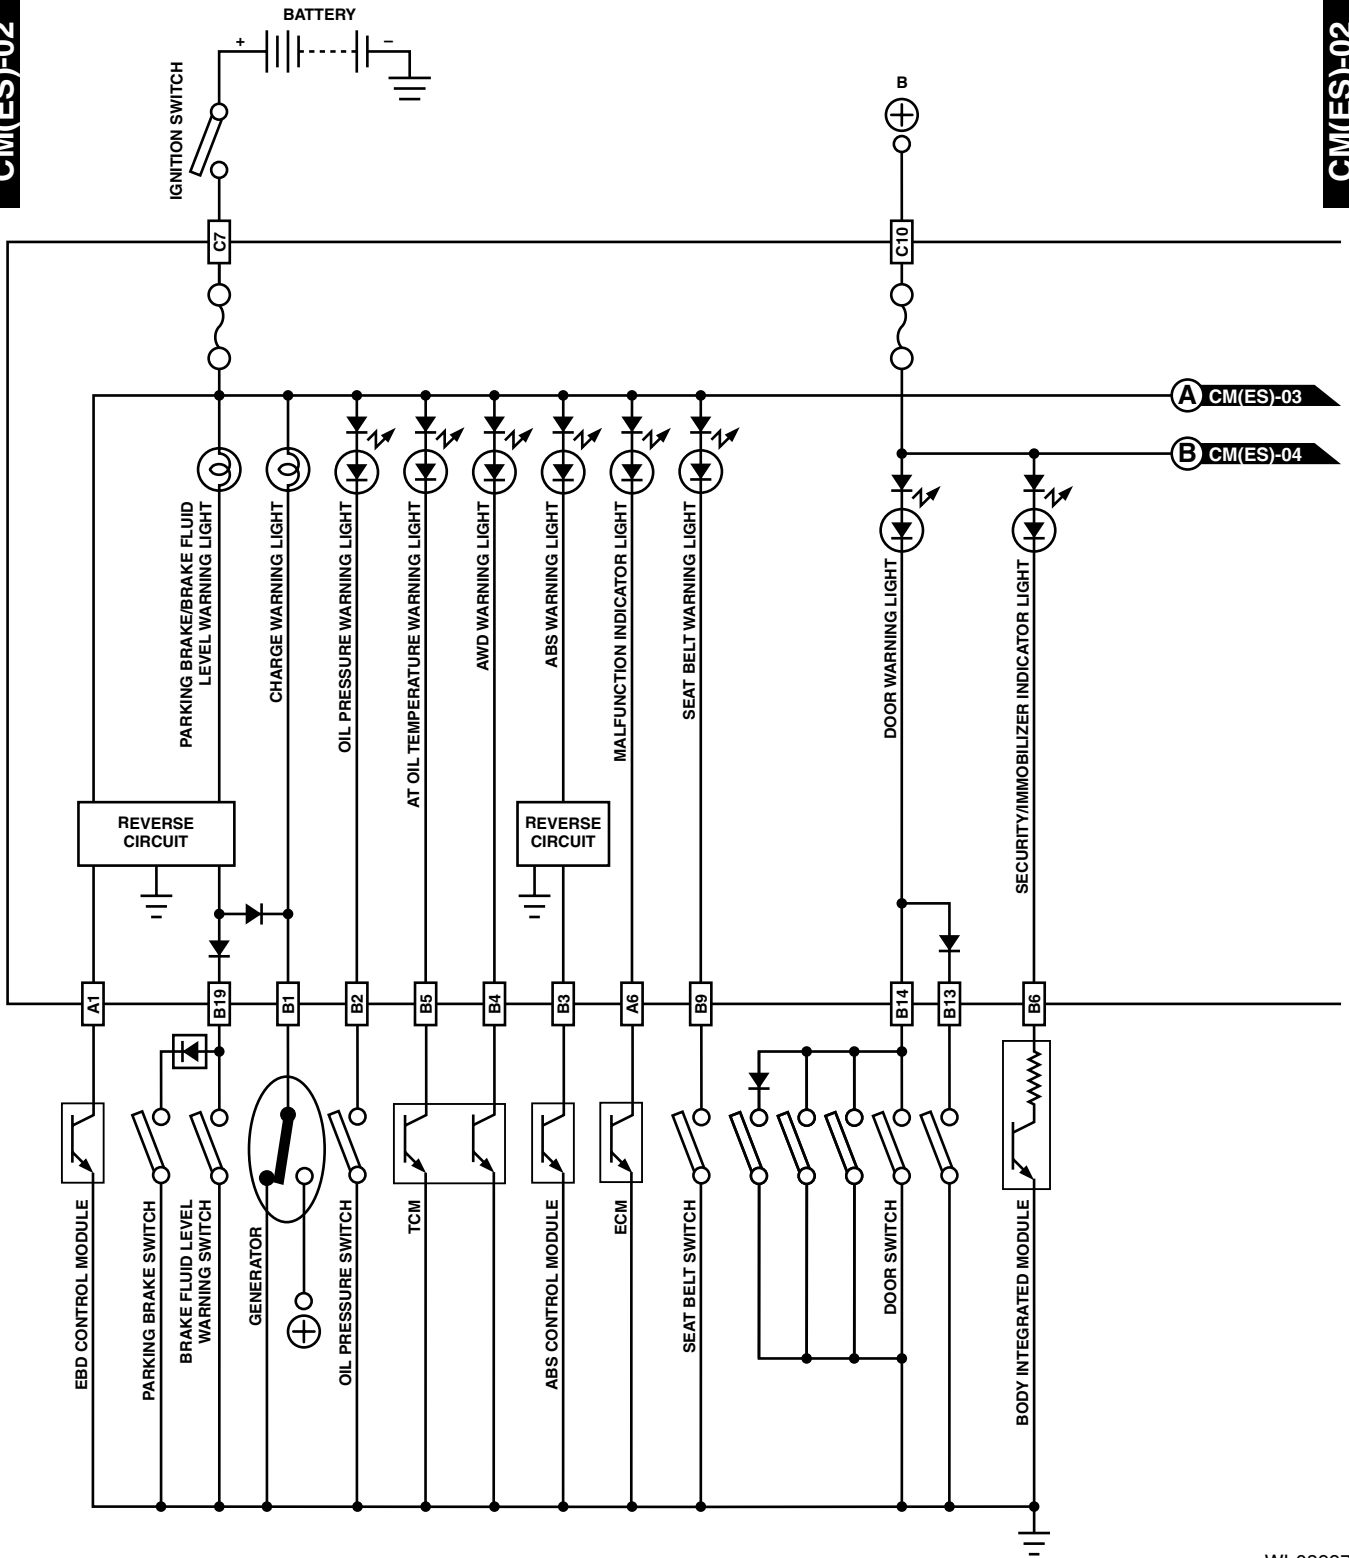 CM(ES)-02
CM(ES)-02
BATTERY
+
−
IGNITION SWITCH
B
C7
C10
A CM(ES)-03
B CM(ES)-04
PARKING BRAKE/BRAKE FLUID
LEVEL WARNING LIGHT
CHARGE WARNING LIGHT
OIL PRESSURE WARNING LIGHT
AT OIL TEMPERATURE WARNING LIGHT
AWD WARNING LIGHT
ABS WARNING LIGHT
MALFUNCTION INDICATOR LIGHT
SEAT BELT WARNING LIGHT
DOOR WARNING LIGHT
SECURITY/IMMOBILIZER INDICATOR LIGHT
REVERSE
CIRCUIT
REVERSE
CIRCUIT
A1
B19
B1
B2
B5
B4
B3
A6
B9
B14
B13
B6
EBD CONTROL MODULE
PARKING BRAKE SWITCH
BRAKE FLUID LEVEL
WARNING SWITCH
GENERATOR
OIL PRESSURE SWITCH
TCM
ABS CONTROL MODULE
ECM
SEAT BELT SWITCH
DOOR SWITCH
BODY INTEGRATED MODULE